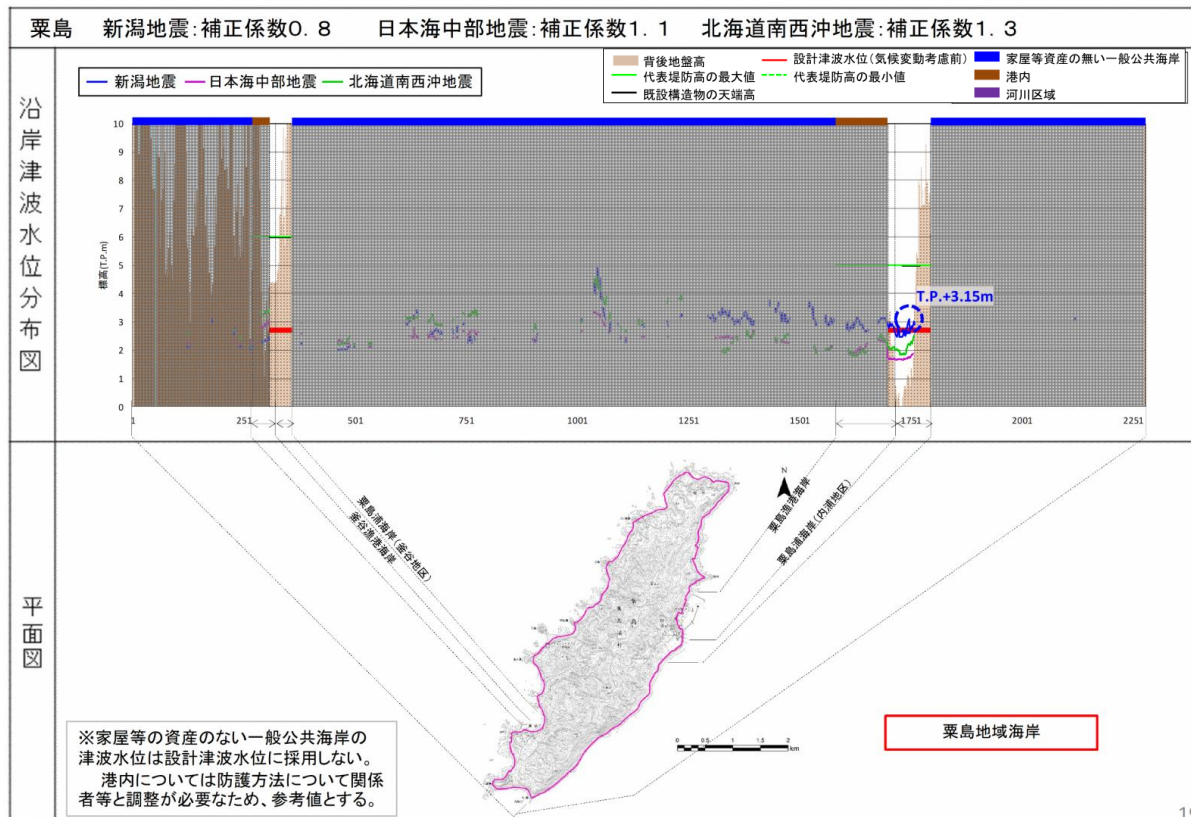 粟島 新潟地震:補正係数0.8 日本海中部地震:補正係数1.1 北海道南西沖地震:補正係数1.3
沿岸津波水位分布図
新潟地震 日本海中部地震 北海道南西沖地震
背後地盤高 設計津波水位(気候変動考慮前) 家屋等資産の無い一般公共海岸
代表堤防高の最大値 代表堤防高の最小値 港内
既設構造物の天端高 河川区域
標高(T.P.m)
10
9
8
7
6
5
4
3
2
1
0
T.P.+3.15m
1 251 501 751 1001 1251 1501 1751 2001 2251
平面図
粟島浦海岸(釜谷地区)
釜谷漁港海岸
粟島漁港海岸
粟島浦海岸(内浦地区)
N
0 0.5 1 2
km
※家屋等の資産のない一般公共海岸の
津波水位は設計津波水位に採用しない。
港内については防護方法について関係
者等と調整が必要なため、参考値とする。
粟島地域海岸